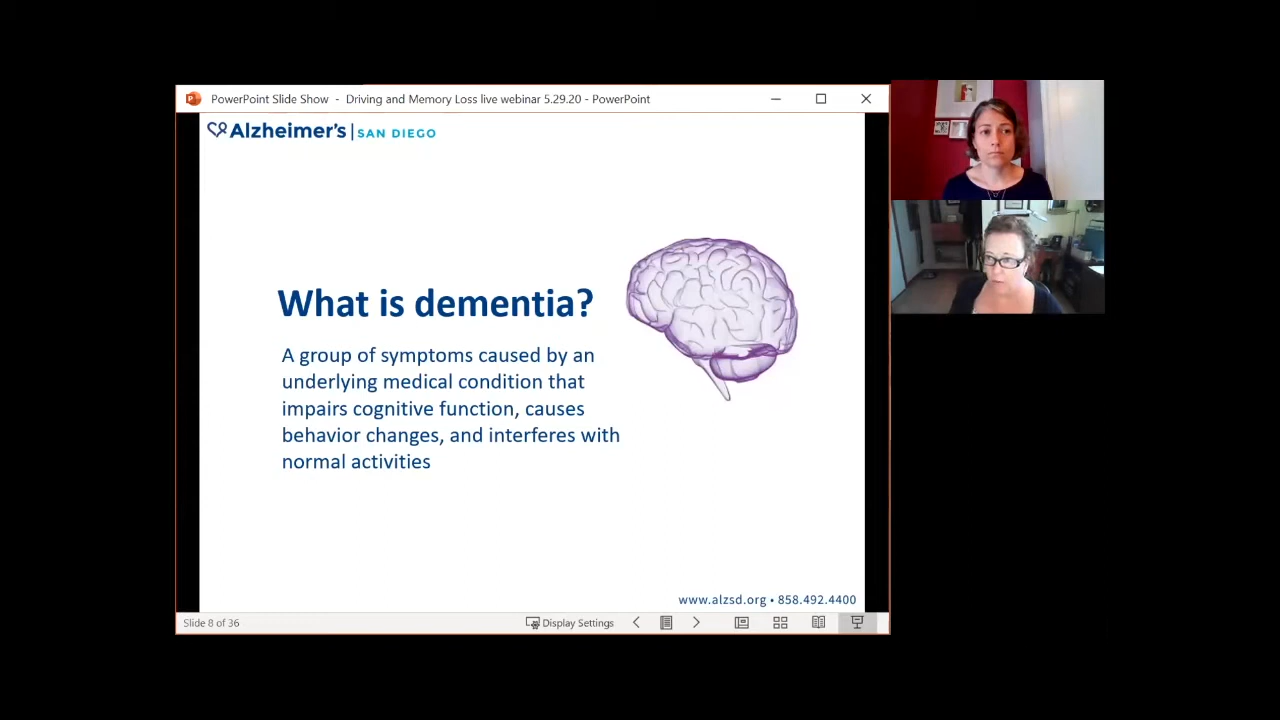 PowerPoint Slide Show - Driving and Memory Loss live webinar 5.29.20 - PowerPoint
Alzheimer's | SAN DIEGO
What is dementia?
A group of symptoms caused by an
underlying medical condition that
impairs cognitive function, causes
behavior changes, and interferes with
normal activities
www.alzsd.org • 858.492.4400
Slide 8 of 36
Display Settings